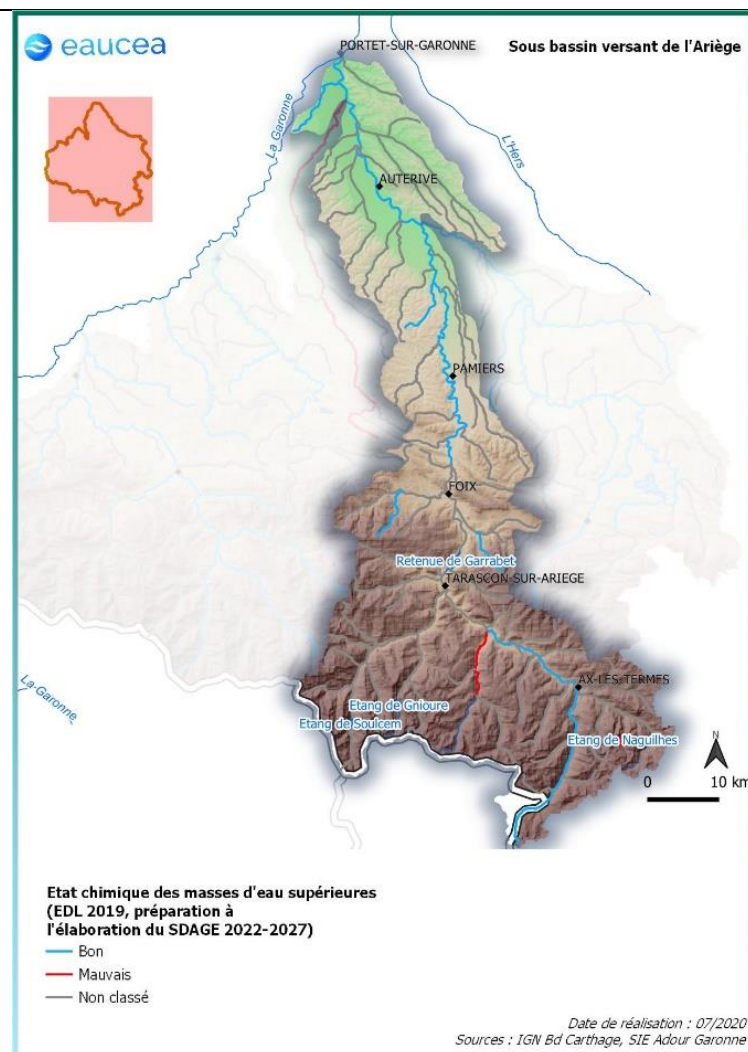 eaucea
PORTET-SUR-GARONNE
Sous bassin versant de l'Ariège
La Garonne
L'Hers
AUTERIVE
PAMIERS
FOIX
Retenue de Garrabet
TARASCON-SUR-ARIEGE
La Garonne
AX-LES-TERMES
Etang de Gnioure
Etang de Soulcem
Etang de Naguilhes
N
0 10 km
Etat chimique des masses d'eau supérieures
(EDL 2019, préparation à
l'élaboration du SDAGE 2022-2027)
Bon
Mauvais
Non classé
Date de réalisation : 07/2020
Sources : IGN Bd Carthage, SIE Adour Garonne